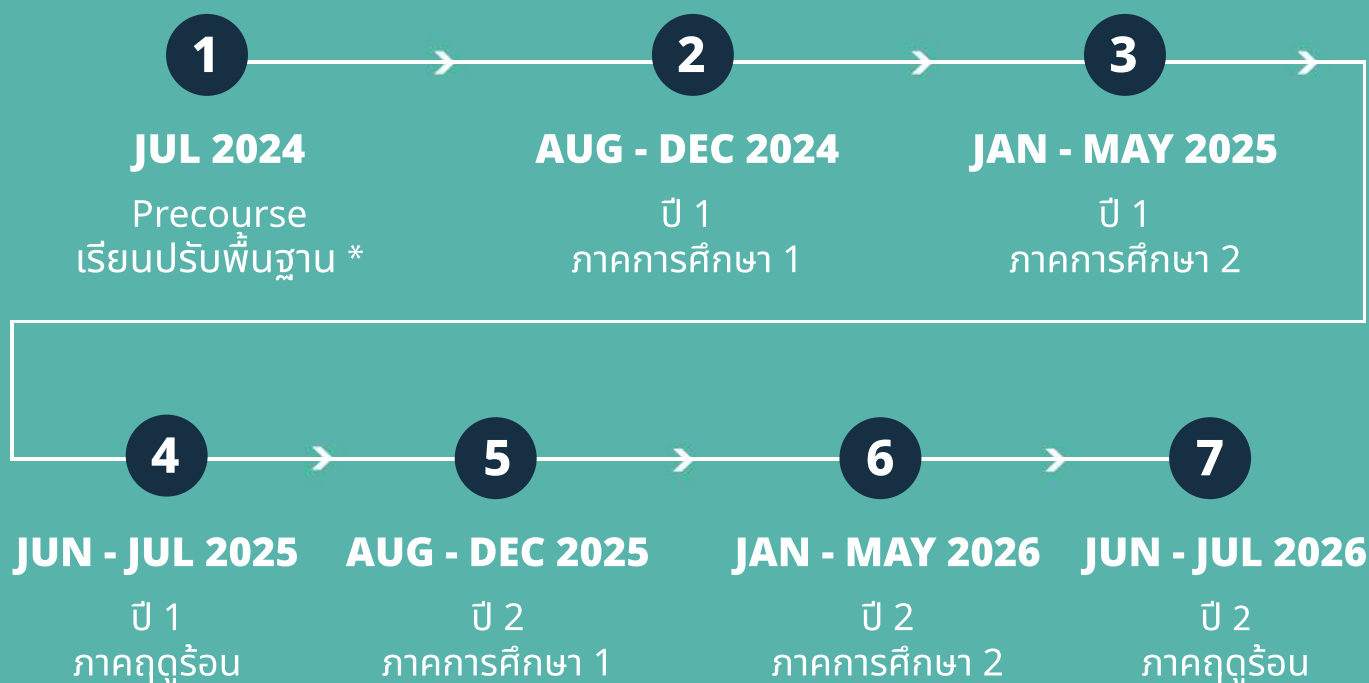 1
2
3
JUL 2024
AUG - DEC 2024
JAN - MAY 2025
Precourse
เรียนปรับพื้นฐาน *
ปี 1
ภาคการศึกษา 1
ปี 1
ภาคการศึกษา 2
4
5
6
7
JUN - JUL 2025
AUG - DEC 2025
JAN - MAY 2026
JUN - JUL 2026
ปี 1
ภาคฤดูร้อน
ปี 2
ภาคการศึกษา 1
ปี 2
ภาคการศึกษา 2
ปี 2
ภาคฤดูร้อน